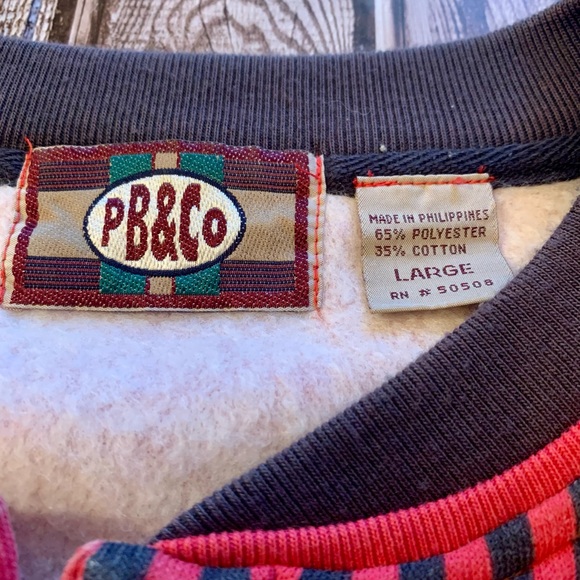 PB&Co
MADE IN PHILIPPINES
65% POLYESTER
35% COTTON
LARGE
RN # 50508